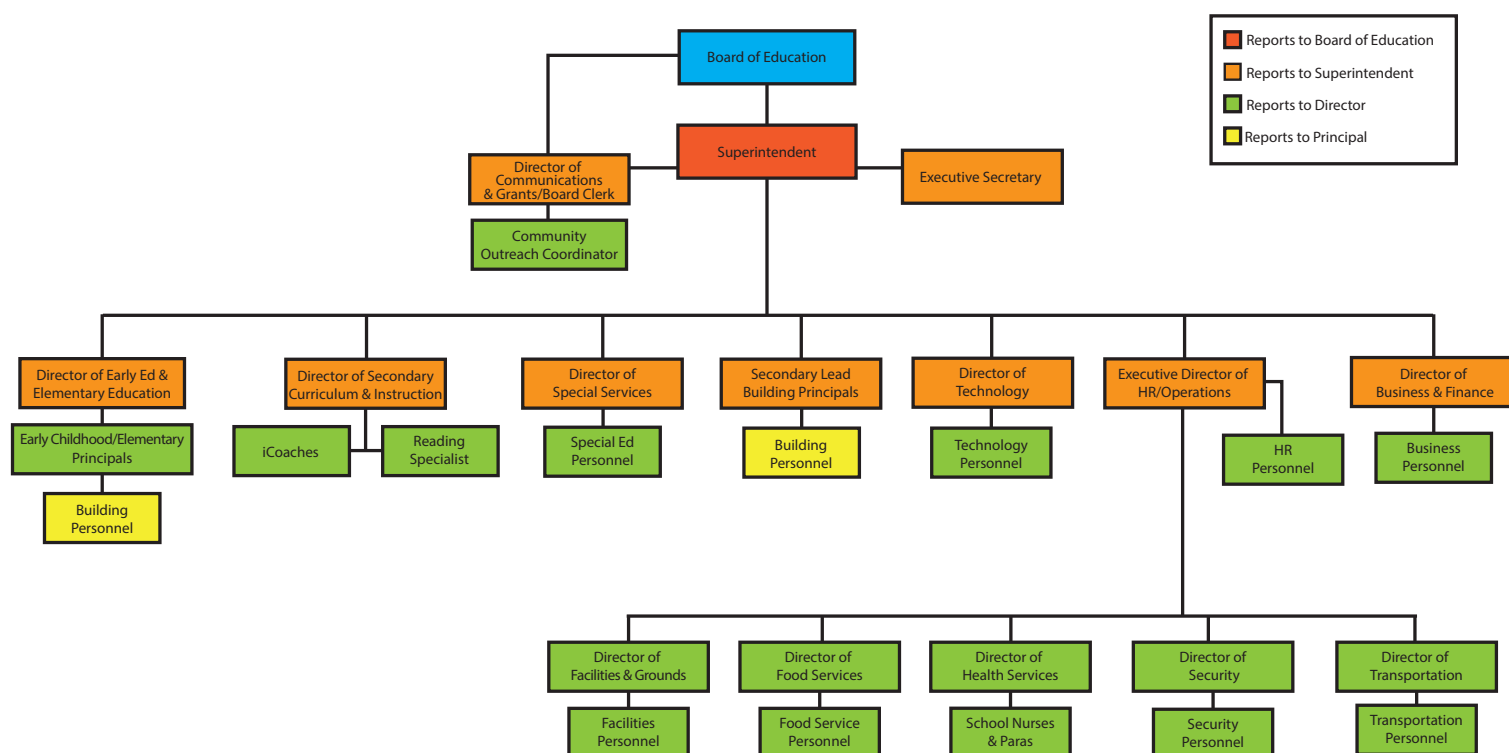 Board of Education
Reports to Board of Education
Reports to Superintendent
Reports to Director
Reports to Principal
Superintendent
Director of
Communications
& Grants/Board Clerk
Executive Secretary
Community
Outreach Coordinator
Director of Early Ed &
Elementary Education
Director of Secondary
Curriculum & Instruction
Director of
Special Services
Secondary Lead
Building Principals
Director of
Technology
Executive Director of
HR/Operations
Director of
Business & Finance
Early Childhood/Elementary
Principals
iCoaches
Reading
Specialist
Special Ed
Personnel
Building
Personnel
Technology
Personnel
HR
Personnel
Business
Personnel
Building
Personnel
Director of
Facilities & Grounds
Director of
Food Services
Director of
Health Services
Director of
Security
Director of
Transportation
Facilities
Personnel
Food Service
Personnel
School Nurses
& Paras
Security
Personnel
Transportation
Personnel